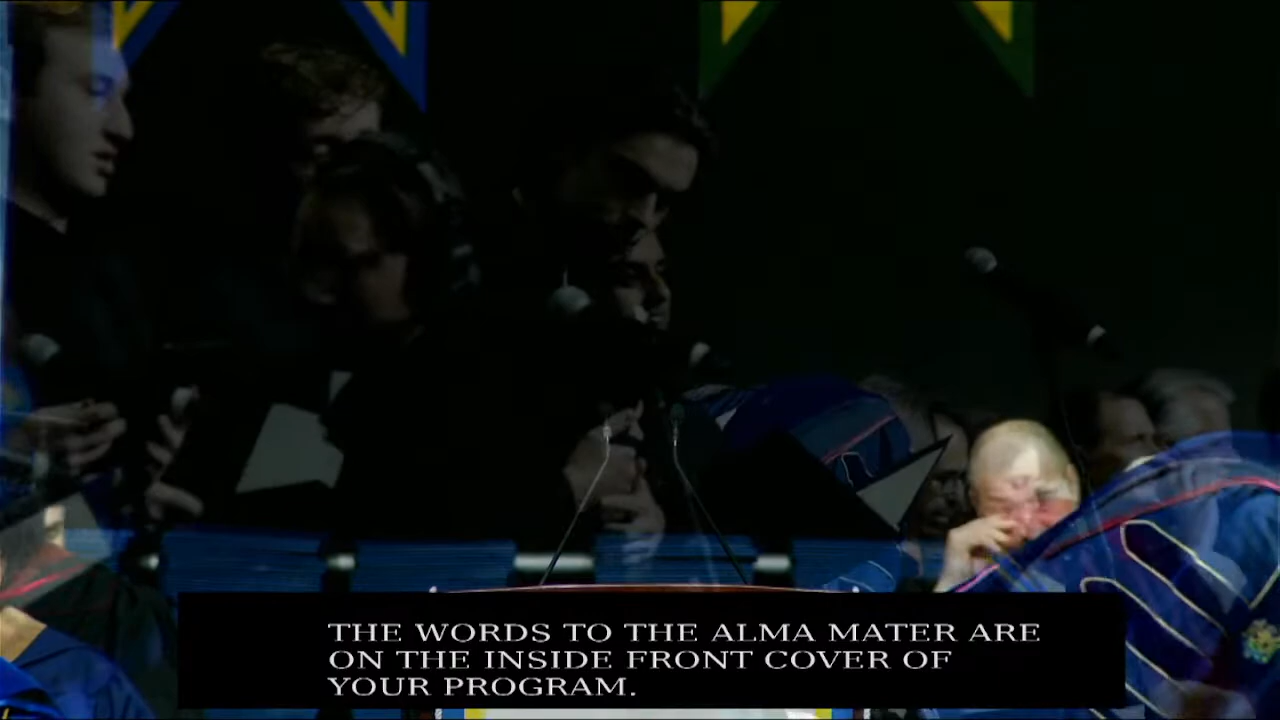 THE WORDS TO THE ALMA MATER ARE
ON THE INSIDE FRONT COVER OF
YOUR PROGRAM.